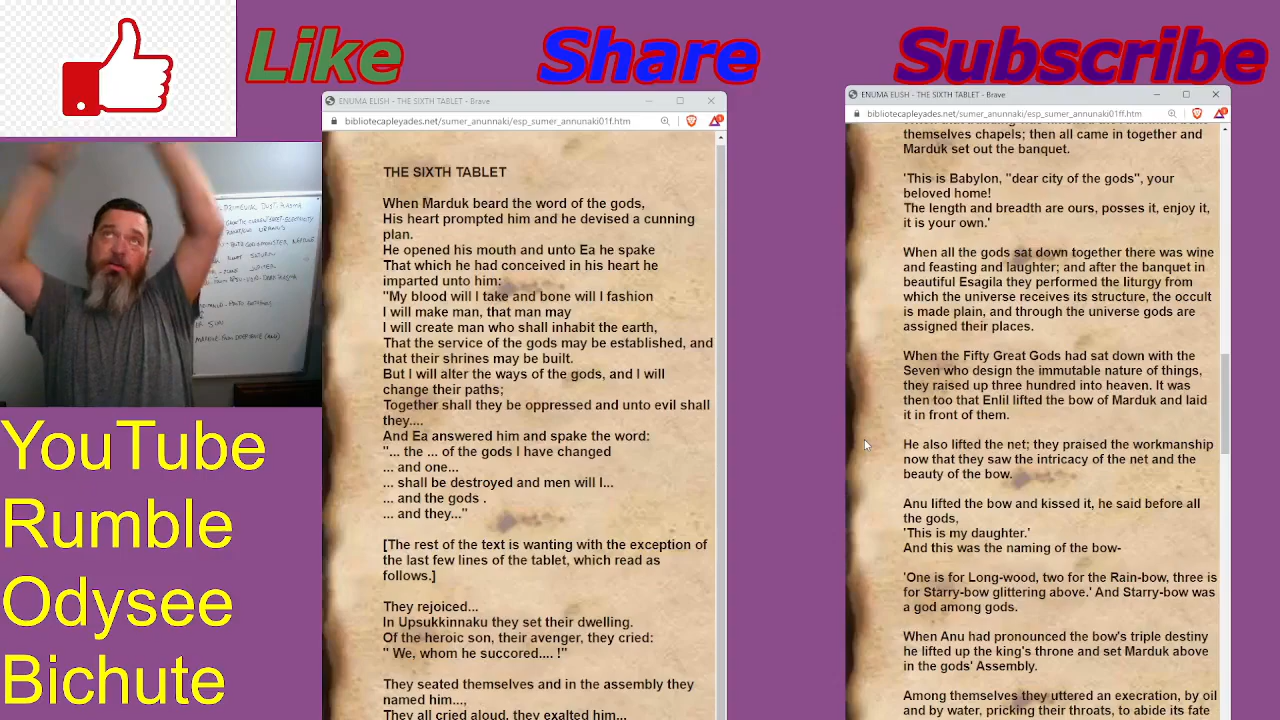 Like
Share
Subscribe
ENUMA ELISH - THE SIXTH TABLET - Brave
bibliotecapleyades.net/sumer_anunnaki/esp_sumer_annunaki01f.htm
THE SIXTH TABLET
When Marduk beard the word of the gods,
His heart prompted him and he devised a cunning
plan.
He opened his mouth and unto Ea he spake
That which he had conceived in his heart he
imparted unto him:
"My blood will I take and bone will I fashion
I will make man, that man may
I will create man who shall inhabit the earth,
That the service of the gods may be established, and
that their shrines may be built.
But I will alter the ways of the gods, and I will
change their paths;
Together shall they be oppressed and unto evil shall
they....
And Ea answered him and spake the word:
"... the ... of the gods I have changed
... and one...
... shall be destroyed and men will I...
... and the gods .
... and they..."
[The rest of the text is wanting with the exception of
the last few lines of the tablet, which read as
follows.]
They rejoiced...
In Upsukkinnaku they set their dwelling.
Of the heroic son, their avenger, they cried:
" We, whom he succored.... !"
They seated themselves and in the assembly they
named him...,
They all cried aloud, they exalted him...
ENUMA ELISH - THE SIXTH TABLET - Brave
bibliotecapleyades.net/sumer_anunnaki/esp_sumer_annunaki01ff.htm
themselves chapels; then all came in together and
Marduk set out the banquet.
'This is Babylon, "dear city of the gods", your
beloved home!
The length and breadth are ours, posses it, enjoy it,
it is your own.'
When all the gods sat down together there was wine
and feasting and laughter; and after the banquet in
beautiful Esagila they performed the liturgy from
which the universe receives its structure, the occult
is made plain, and through the universe gods are
assigned their places.
When the Fifty Great Gods had sat down with the
Seven who design the immutable nature of things,
they raised up three hundred into heaven. It was
then too that Enlil lifted the bow of Marduk and laid
it in front of them.
He also lifted the net; they praised the workmanship
now that they saw the intricacy of the net and the
beauty of the bow.
Anu lifted the bow and kissed it, he said before all
the gods,
'This is my daughter.'
And this was the naming of the bow-
'One is for Long-wood, two for the Rain-bow, three is
for Starry-bow glittering above.' And Starry-bow was
a god among gods.
When Anu had pronounced the bow's triple destiny
he lifted up the king's throne and set Marduk above
in the gods' Assembly.
Among themselves they uttered an execration, by oil
and by water, pricking their throats, to abide its fate
YouTube
Rumble
Odysee
Bichute